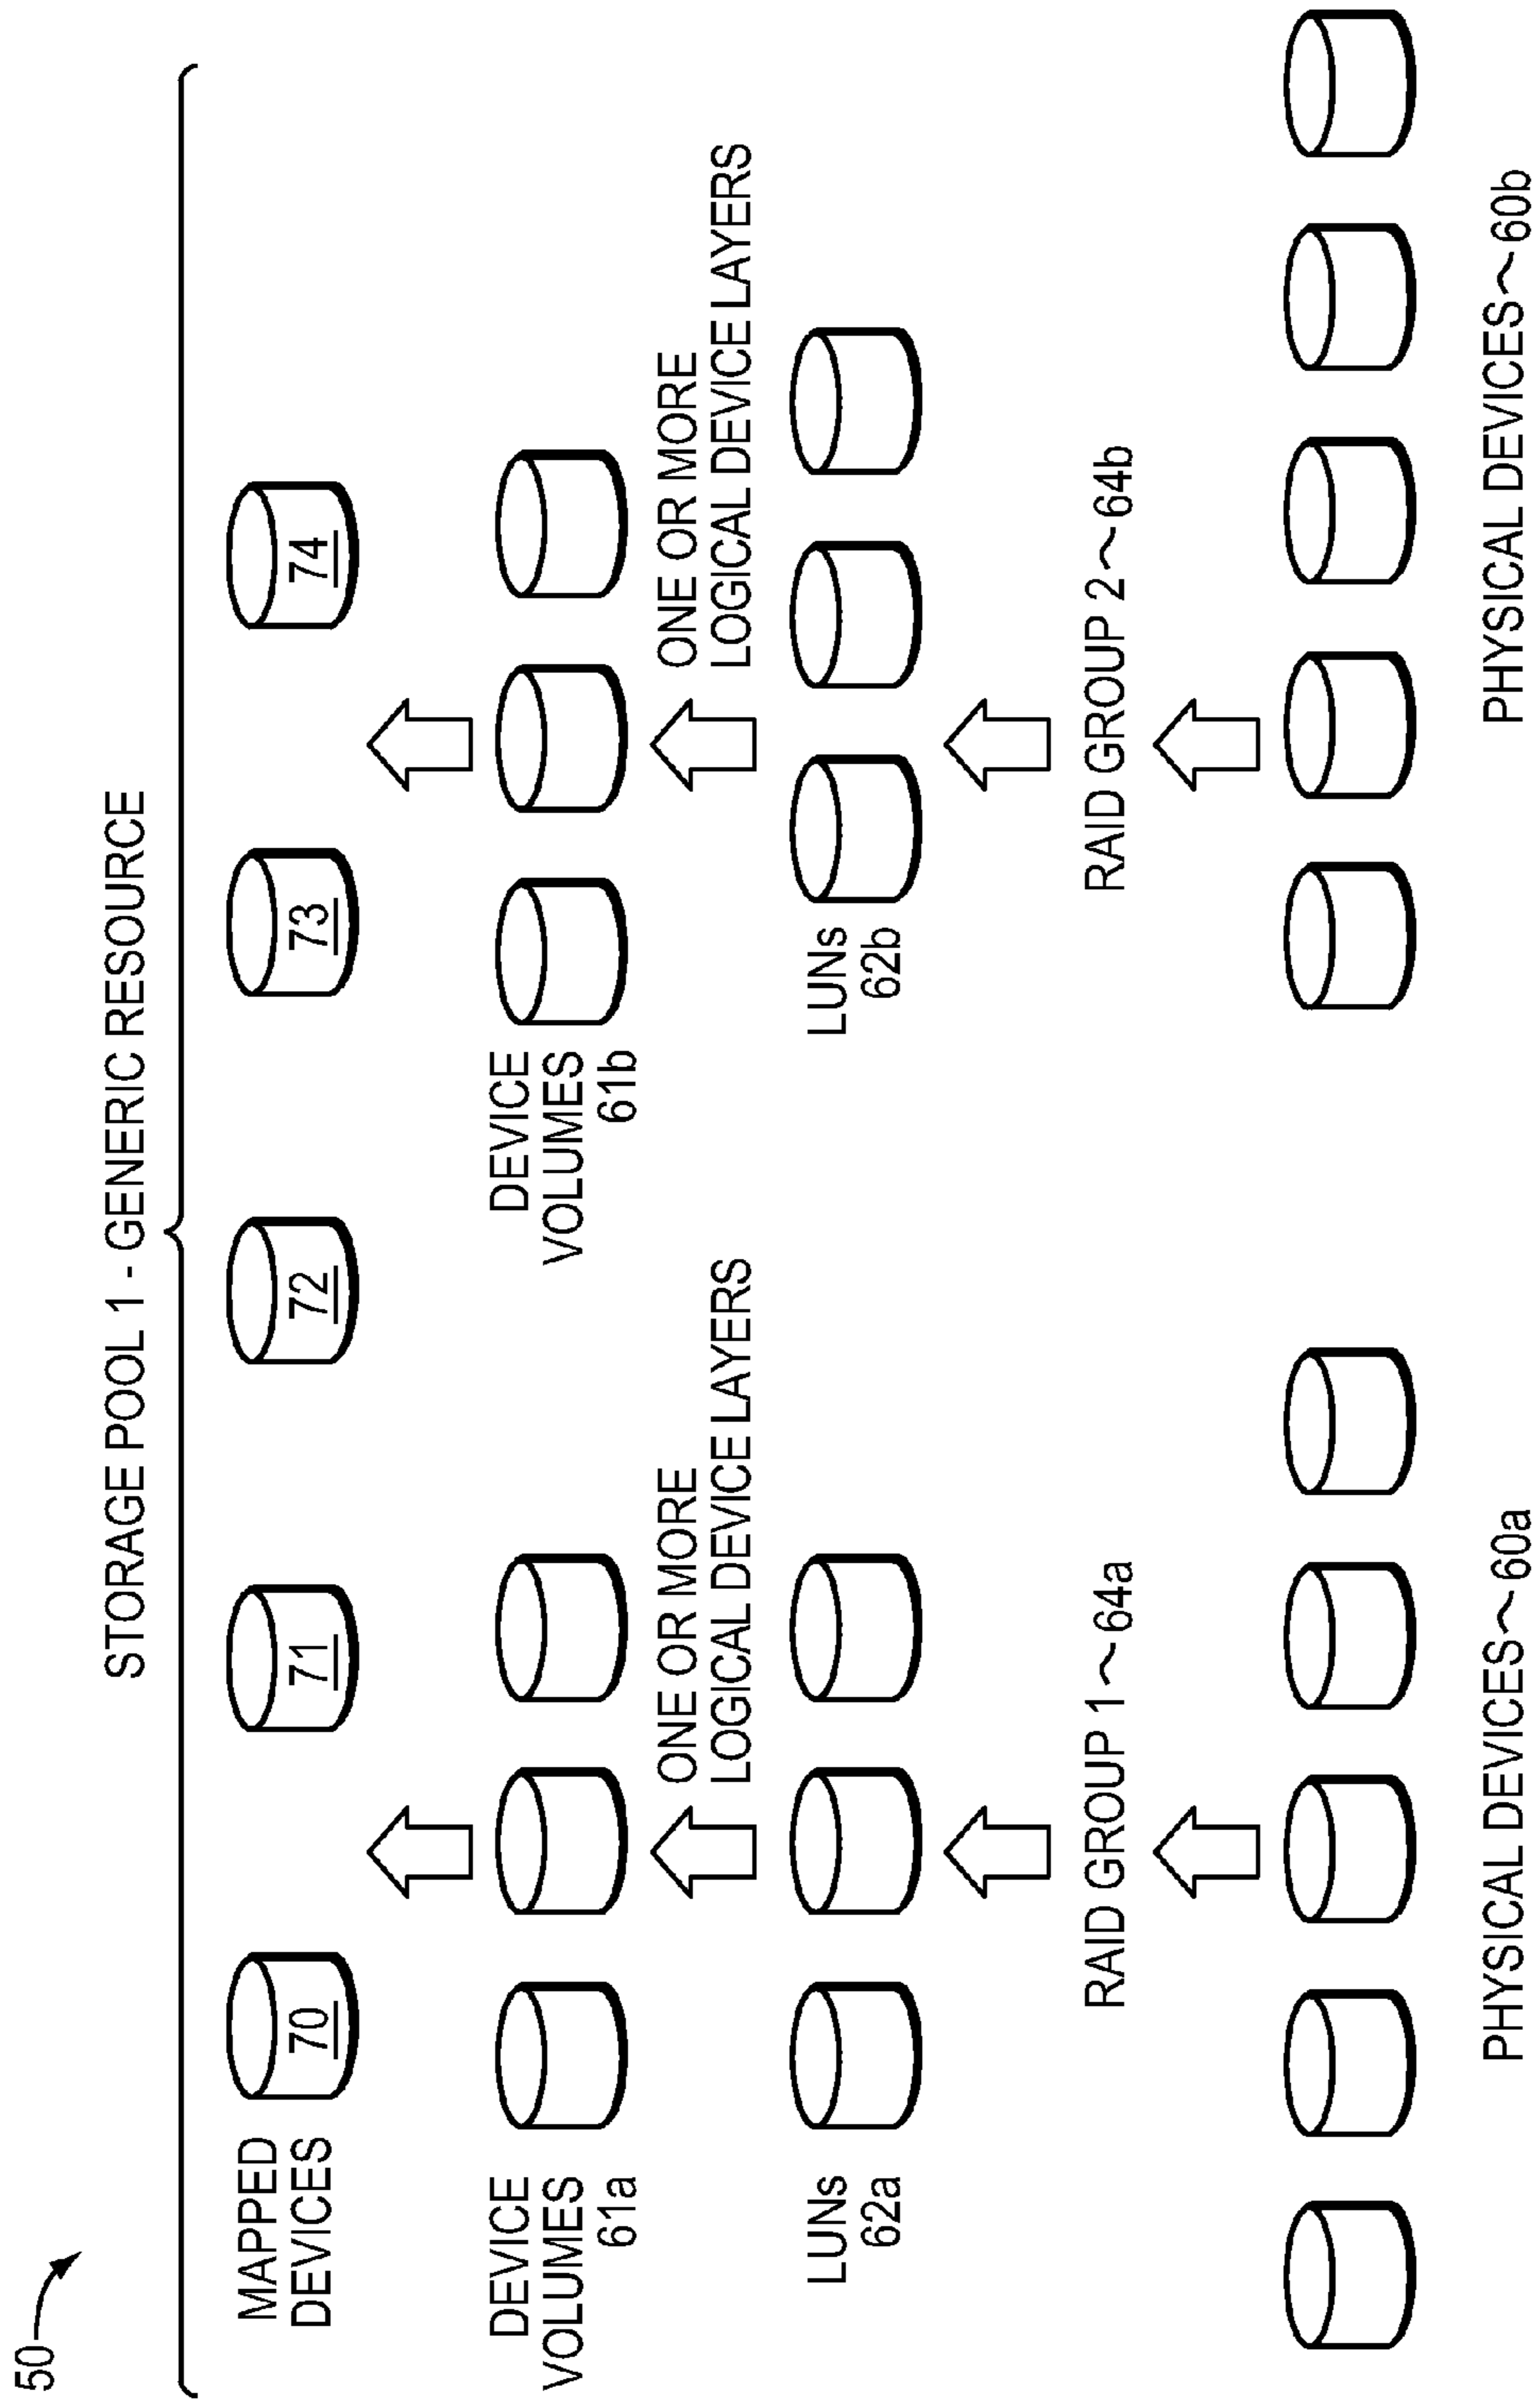 50
STORAGE POOL 1 - GENERIC RESOURCE
MAPPED
DEVICES
70
71
72
73
74
DEVICE
VOLUMES
61a
DEVICE
VOLUMES
61b
ONE OR MORE
LOGICAL DEVICE LAYERS
ONE OR MORE
LOGICAL DEVICE LAYERS
LUNs
62a
LUNs
62b
RAID GROUP 1~64a
RAID GROUP 2~64b
PHYSICAL DEVICES~60a
PHYSICAL DEVICES~60b